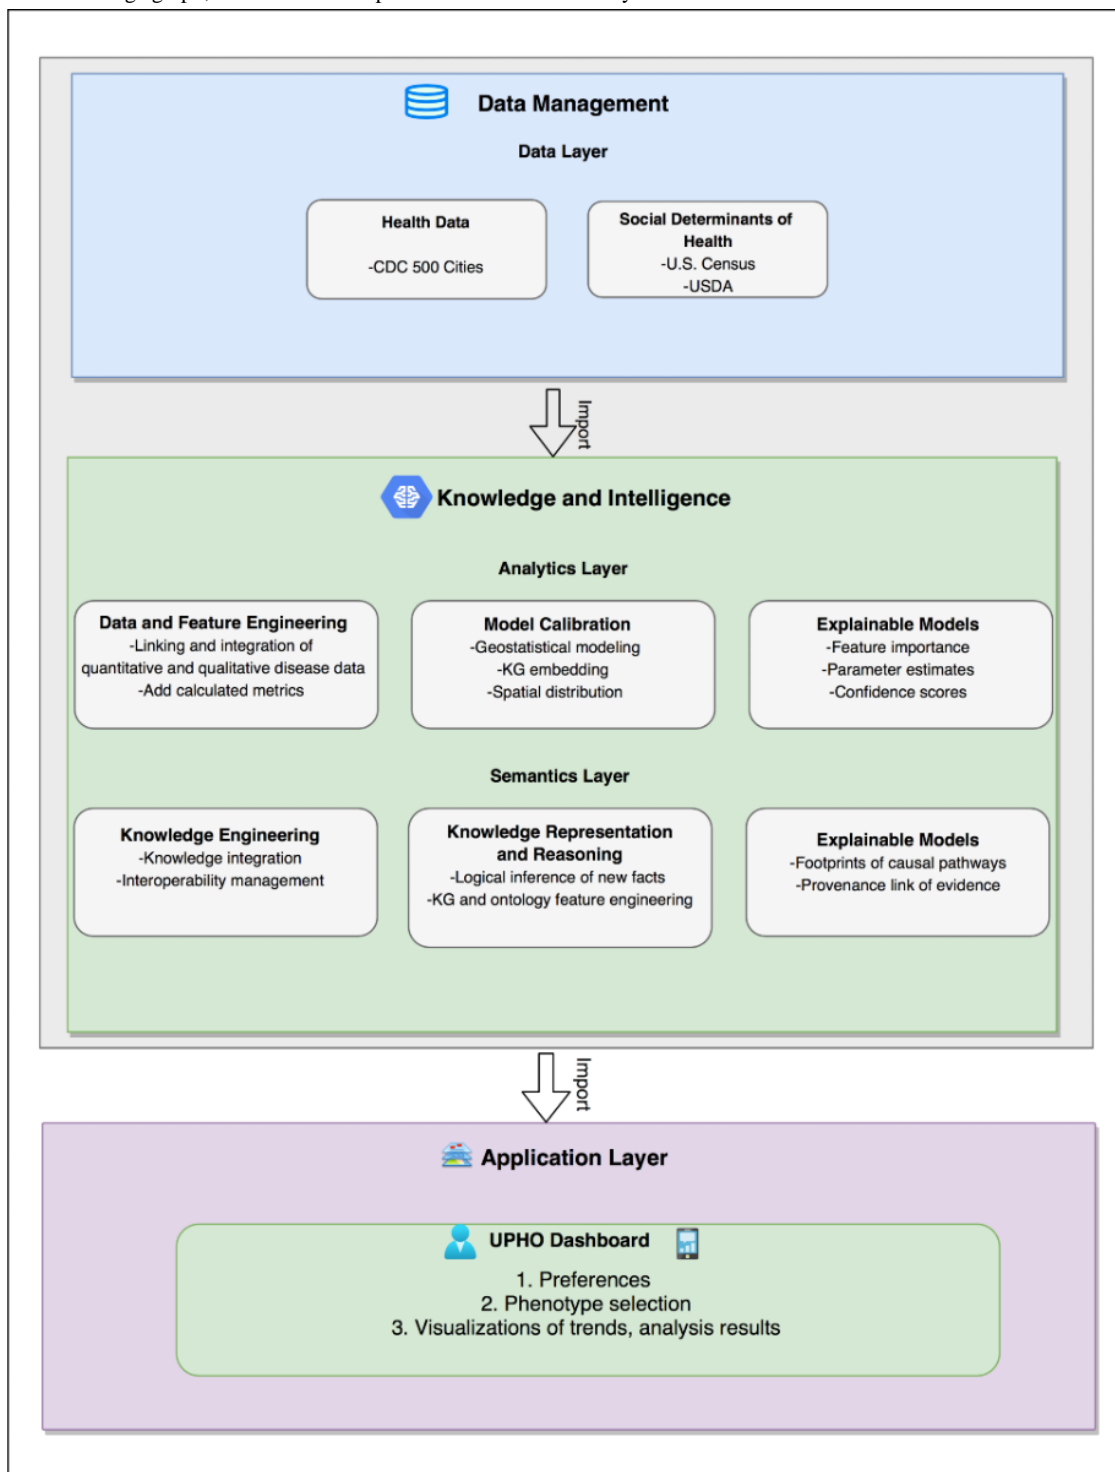 Data Management
Data Layer
Health Data
-CDC 500 Cities
Social Determinants of
Health
-U.S. Census
-USDA
Import
Knowledge and Intelligence
Analytics Layer
Data and Feature Engineering
-Linking and integration of
quantitative and qualitative disease data
-Add calculated metrics
Model Calibration
-Geostatistical modeling
-KG embedding
-Spatial distribution
Explainable Models
-Feature importance
-Parameter estimates
-Confidence scores
Semantics Layer
Knowledge Engineering
-Knowledge integration
-Interoperability management
Knowledge Representation
and Reasoning
-Logical inference of new facts
-KG and ontology feature engineering
Explainable Models
-Footprints of causal pathways
-Provenance link of evidence
Import
Application Layer
UPHO Dashboard
1. Preferences
2. Phenotype selection
3. Visualizations of trends, analysis results